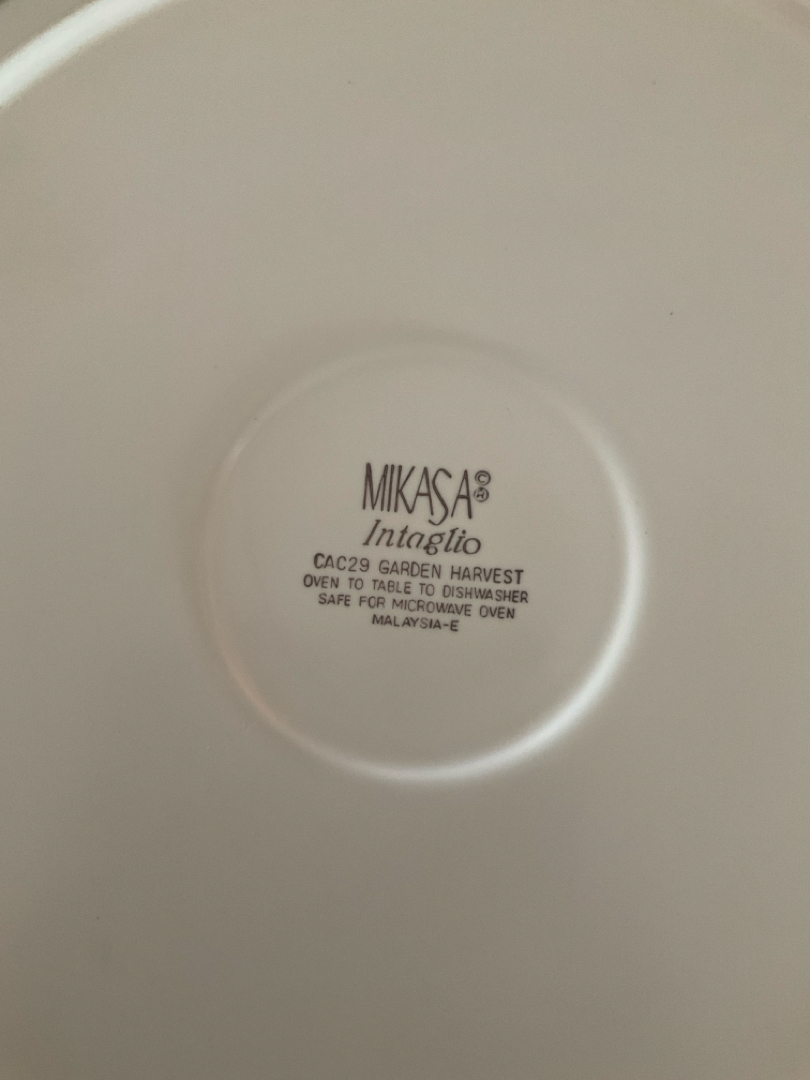 MIKASA©®
Intaglio
CAC29 GARDEN HARVEST
OVEN TO TABLE TO DISHWASHER
SAFE FOR MICROWAVE OVEN
MALAYSIA-E